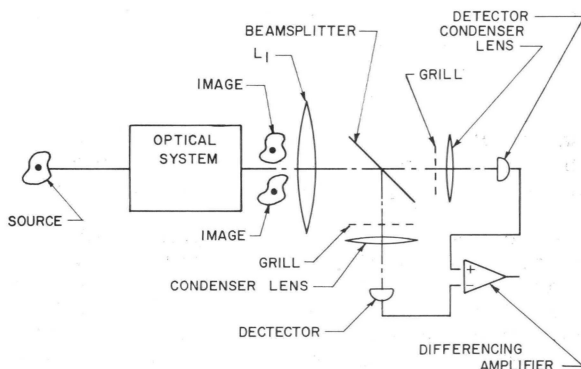 BEAMSPLITTER
DETECTOR
CONDENSER
LENS
L1
IMAGE
GRILL
OPTICAL
SYSTEM
SOURCE
IMAGE
GRILL
CONDENSER LENS
+
−
DECTECTOR
DIFFERENCING
AMPLIFIER